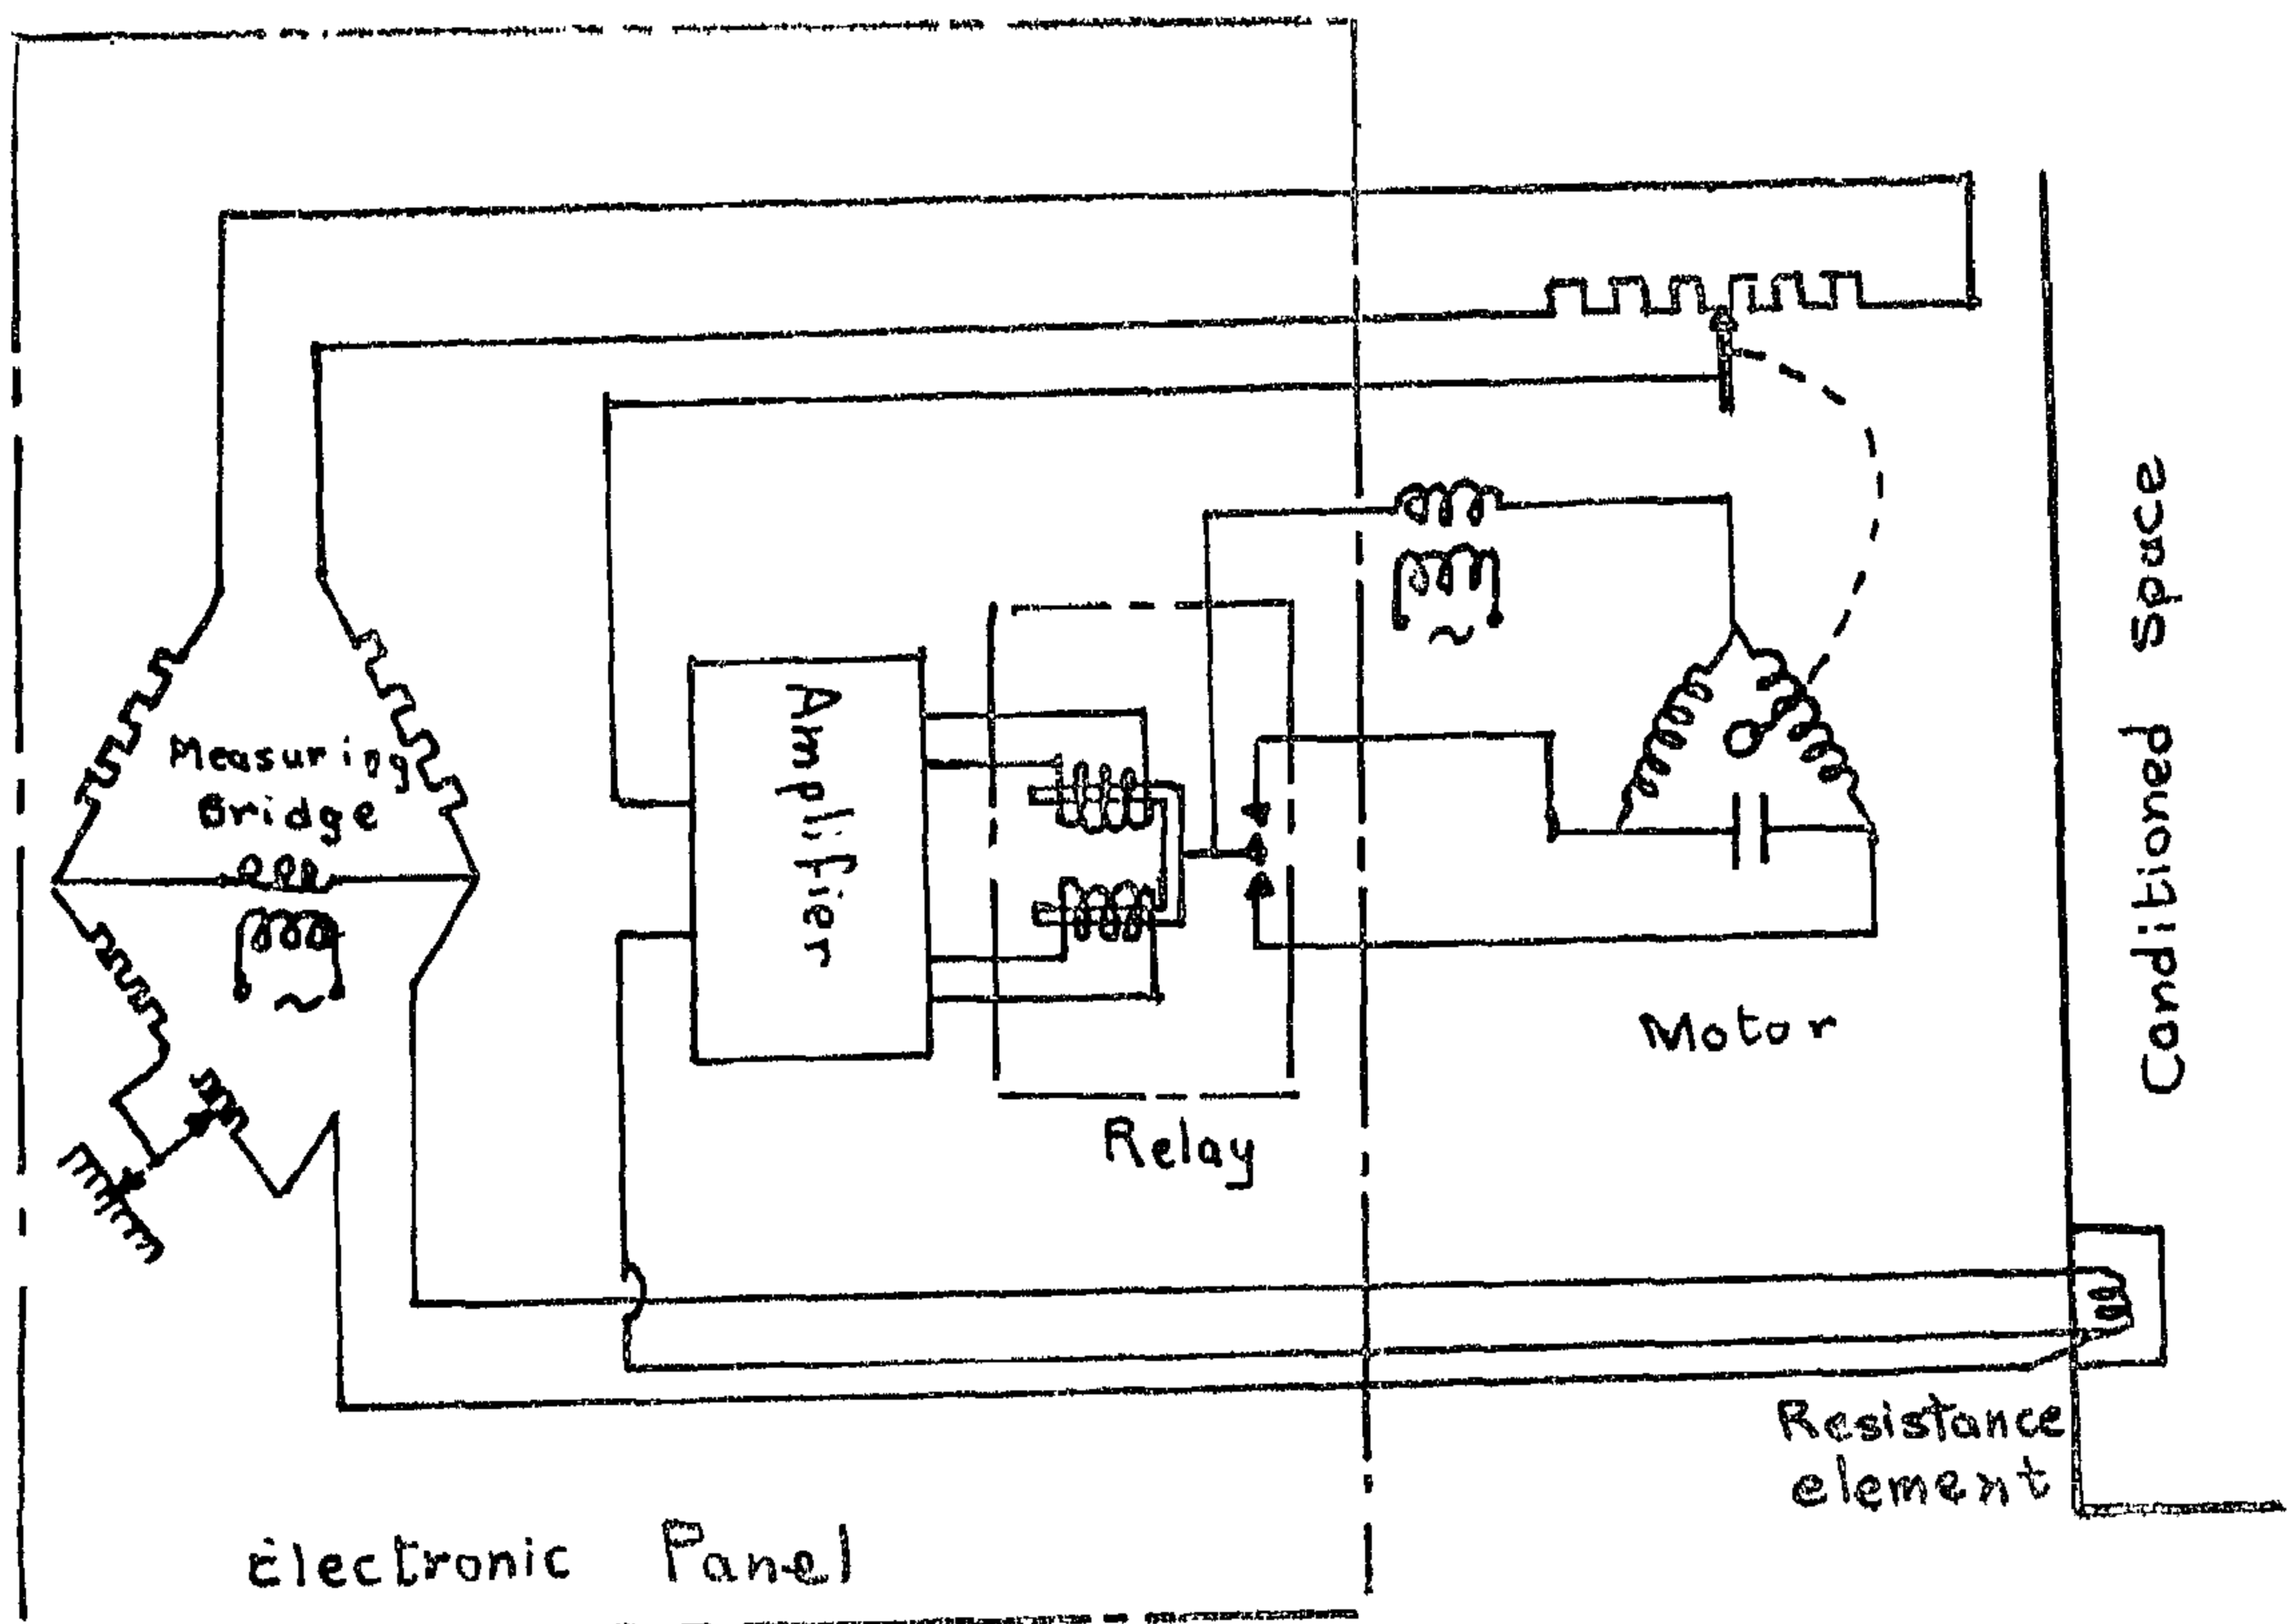 Measuring
Bridge
Amplifier
Relay
Motor
Conditioned Space
Resistance
element
Electronic Panel